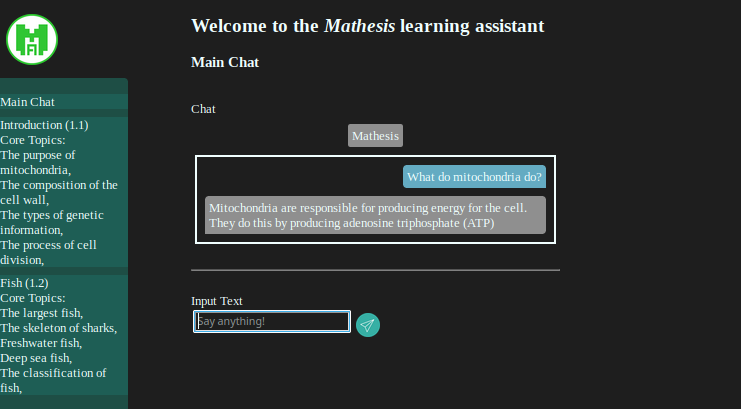 M
FI
Welcome to the Mathesis learning assistant
Main Chat
Main Chat
Introduction (1.1)
Core Topics:
The purpose of
mitochondria,
The composition of the
cell wall,
The types of genetic
information,
The process of cell
division,
Fish (1.2)
Core Topics:
The largest fish,
The skeleton of sharks,
Freshwater fish,
Deep sea fish,
The classification of
fish,
Chat
Mathesis
What do mitochondria do?
Mitochondria are responsible for producing energy for the cell.
They do this by producing adenosine triphosphate (ATP)
Input Text
Say anything!